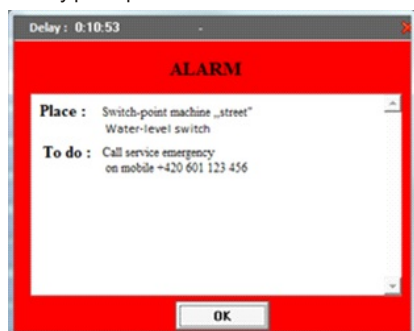 Delay : 0:10:53 -
ALARM
Place : Switch-point machine „street"
Water-level switch
To do : Call service emergency
on mobile +420 601 123 456
OK